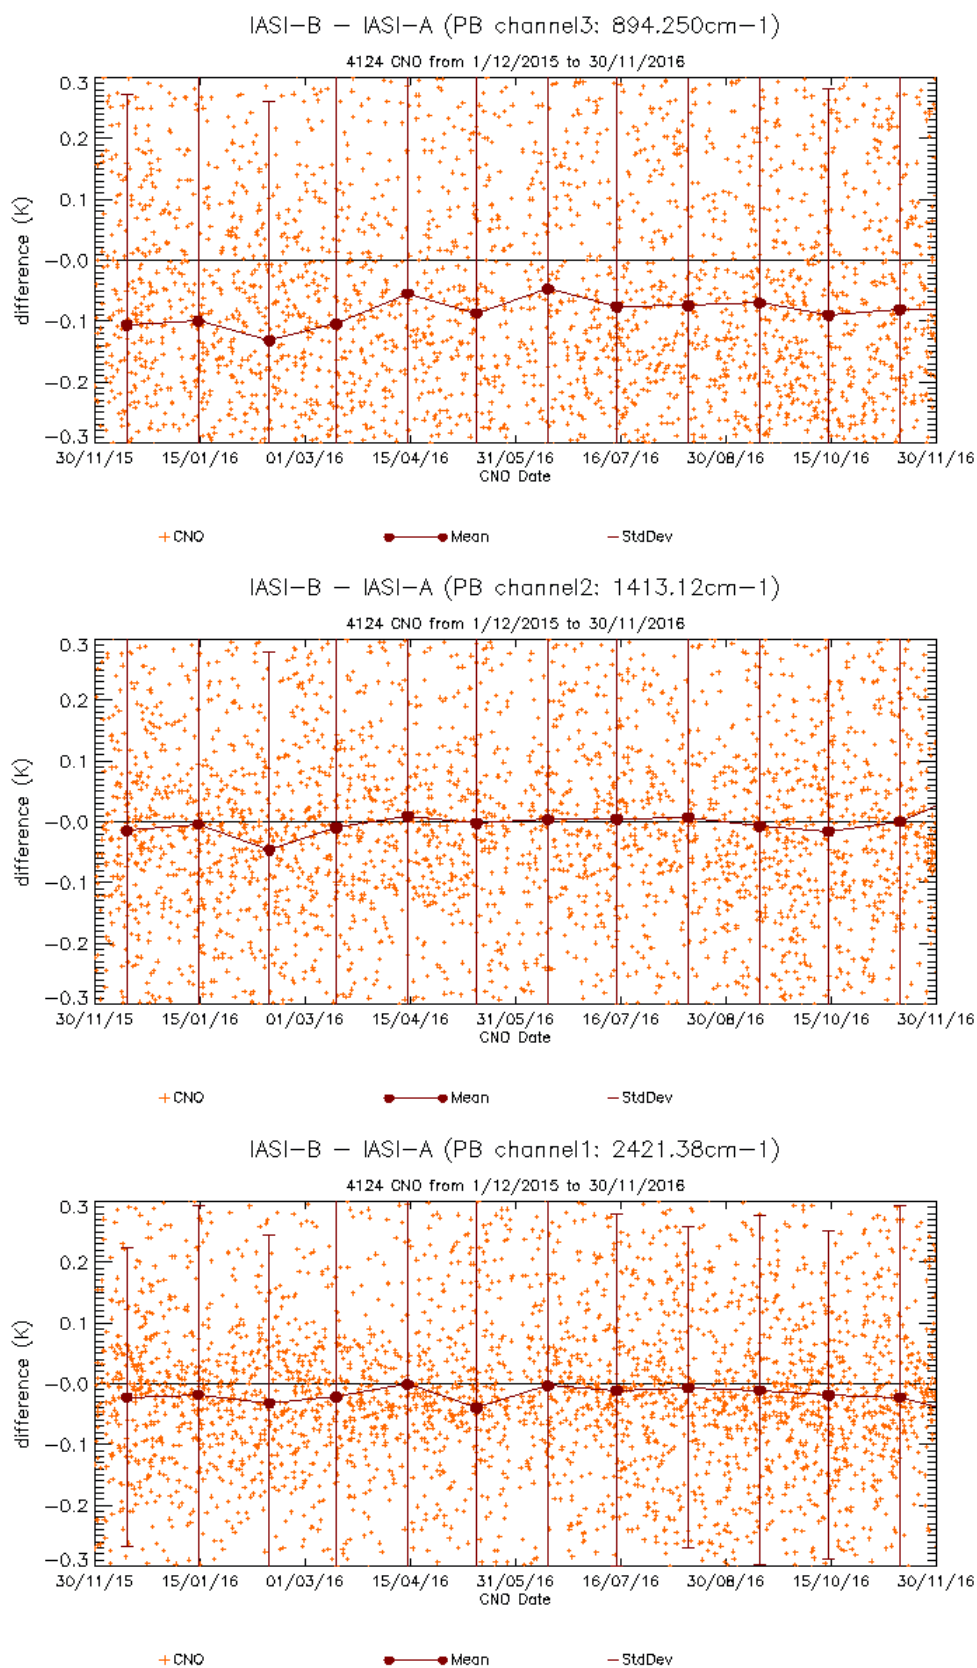 IASI-B - IASI-A (PB channel3: 894.250cm-1)
4124 CNO from 1/12/2015 to 30/11/2016
difference (K)
0.3
0.2
0.1
-0.0
-0.1
-0.2
-0.3
30/11/15 15/01/16 01/03/16 15/04/16 31/05/16 16/07/16 30/08/16 15/10/16 30/11/16
CNO Date
CNO Mean StdDev
IASI-B - IASI-A (PB channel2: 1413.12cm-1)
4124 CNO from 1/12/2015 to 30/11/2016
difference (K)
0.3
0.2
0.1
-0.0
-0.1
-0.2
-0.3
30/11/15 15/01/16 01/03/16 15/04/16 31/05/16 16/07/16 30/08/16 15/10/16 30/11/16
CNO Date
CNO Mean StdDev
IASI-B - IASI-A (PB channel1: 2421.38cm-1)
4124 CNO from 1/12/2015 to 30/11/2016
difference (K)
0.3
0.2
0.1
-0.0
-0.1
-0.2
-0.3
30/11/15 15/01/16 01/03/16 15/04/16 31/05/16 16/07/16 30/08/16 15/10/16 30/11/16
CNO Date
CNO Mean StdDev